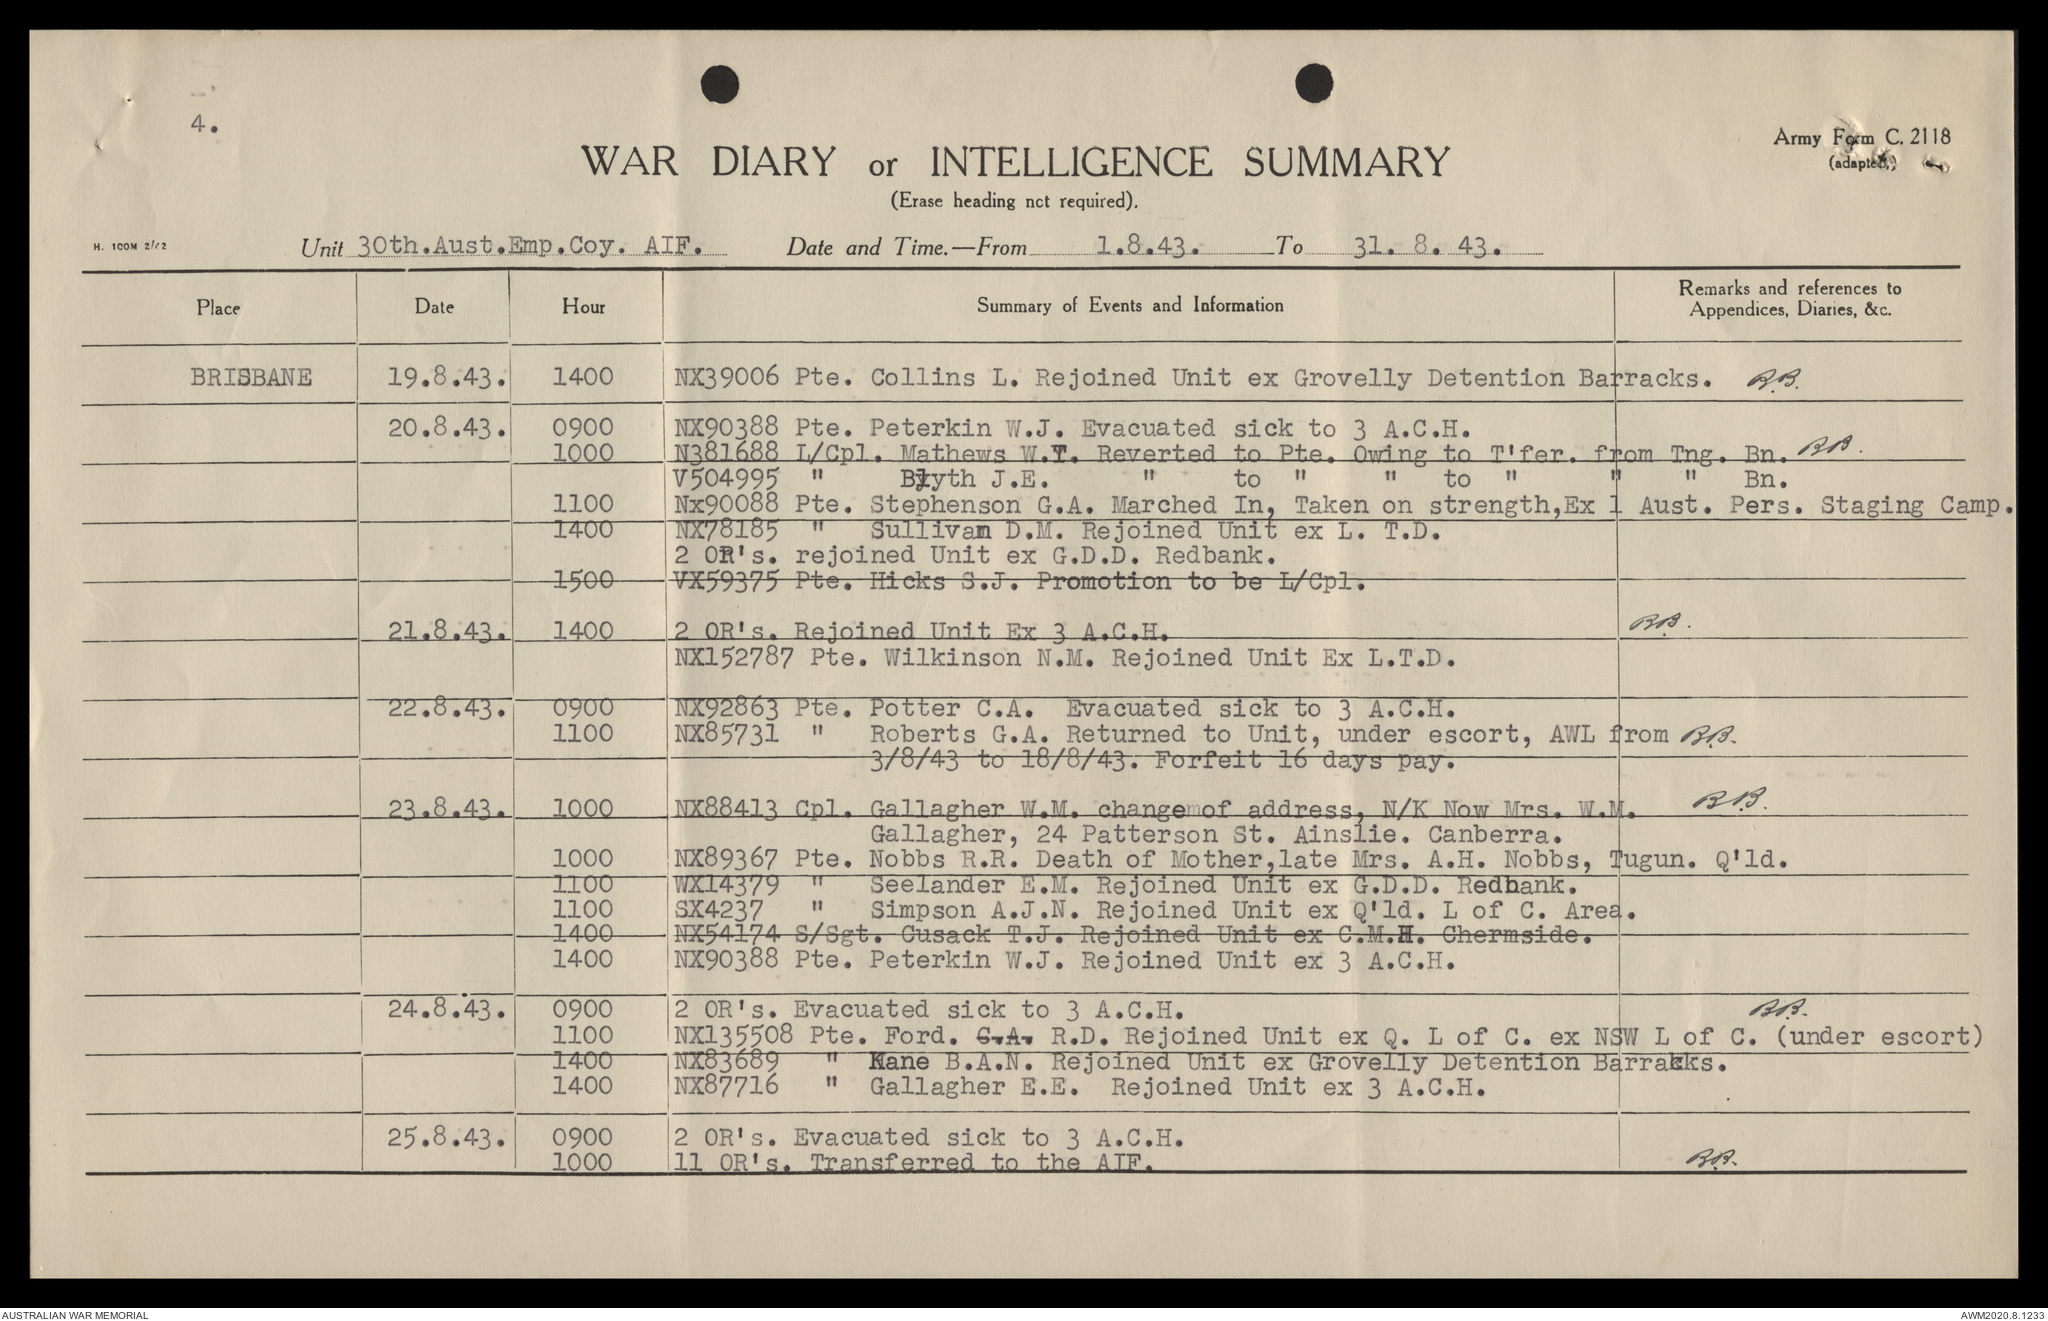 4.
Army Form C. 2118
(adapted.)
WAR DIARY or INTELLIGENCE SUMMARY
(Erase heading nct required).
H. 100M 2/42
Unit 30th.Aust.Emp.Coy. AIF. Date and Time.—From 1.8.43. To 31. 8. 43.
Place Date Hour Summary of Events and Information Remarks and references to Appendices, Diaries, &c.
BRISBANE 19.8.43. 1400 NX39006 Pte. Collins L. Rejoined Unit ex Grovelly Detention Barracks. B.B.
20.8.43. 0900 NX90388 Pte. Peterkin W.J. Evacuated sick to 3 A.C.H.
1000 N381688 L/Cpl. Mathews W.T. Reverted to Pte. Owing to T'fer. from Tng. Bn. BB.
V504995 " Blyth J.E. " to " " to " " " Bn.
1100 Nx90088 Pte. Stephenson G.A. Marched In, Taken on strength,Ex 1 Aust. Pers. Staging Camp.
1400 NX78185 " Sullivan D.M. Rejoined Unit ex L. T.D.
2 OR's. rejoined Unit ex G.D.D. Redbank.
1500 VX59375 Pte. Hicks S.J. Promotion to be L/Cpl.
21.8.43. 1400 2 OR's. Rejoined Unit Ex 3 A.C.H. BB.
NX152787 Pte. Wilkinson N.M. Rejoined Unit Ex L.T.D.
22.8.43. 0900 NX92863 Pte. Potter C.A. Evacuated sick to 3 A.C.H.
1100 NX85731 " Roberts G.A. Returned to Unit, under escort, AWL from B.B.
3/8/43 to 18/8/43. Forfeit 16 days pay.
23.8.43. 1000 NX88413 Cpl. Gallagher W.M. change of address, N/K Now Mrs. W.M. BB.
Gallagher, 24 Patterson St. Ainslie. Canberra.
1000 NX89367 Pte. Nobbs R.R. Death of Mother,late Mrs. A.H. Nobbs, Tugun. Q'ld.
1100 WX14379 " Seelander E.M. Rejoined Unit ex G.D.D. Redbank.
1100 SX4237 " Simpson A.J.N. Rejoined Unit ex Q'ld. L of C. Area.
1400 NX54174 S/Sgt. Cusack T.J. Rejoined Unit ex C.M.H. Chermside.
1400 NX90388 Pte. Peterkin W.J. Rejoined Unit ex 3 A.C.H.
24.8.43. 0900 2 OR's. Evacuated sick to 3 A.C.H. BB.
1100 NX135508 Pte. Ford. G.A. R.D. Rejoined Unit ex Q. L of C. ex NSW L of C. (under escort)
1400 NX83689 " Kane B.A.N. Rejoined Unit ex Grovelly Detention Barracks.
1400 NX87716 " Gallagher E.E. Rejoined Unit ex 3 A.C.H.
25.8.43. 0900 2 OR's. Evacuated sick to 3 A.C.H.
1000 11 OR's. Transferred to the AIF. B.B.
AUSTRALIAN WAR MEMORIAL AWM2020.8.1233